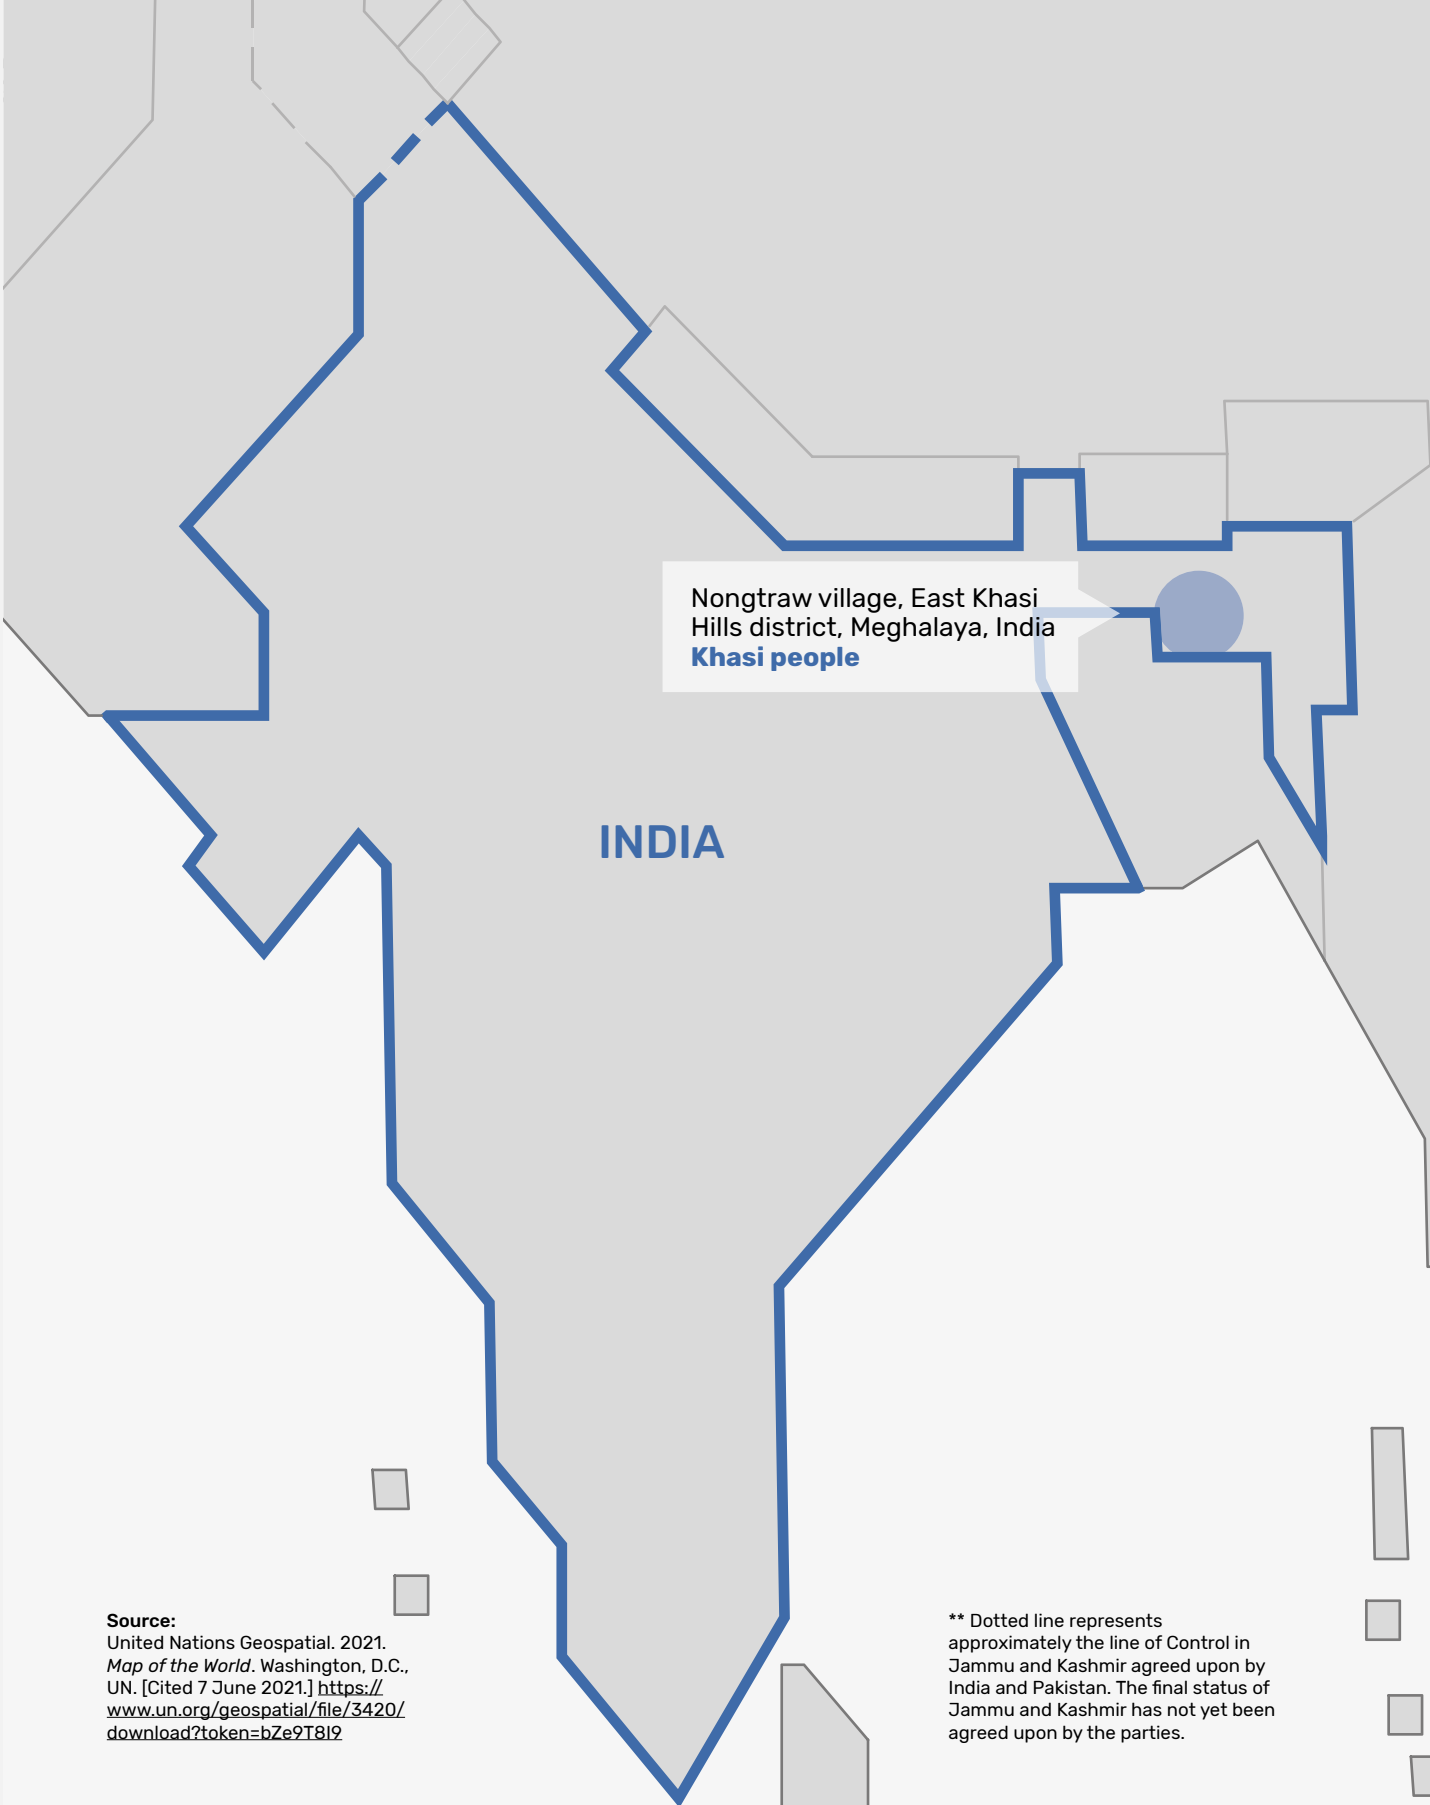 Nongtraw village, East Khasi
Hills district, Meghalaya, India
Khasi people
INDIA
Source:
United Nations Geospatial. 2021.
Map of the World. Washington, D.C.,
UN. [Cited 7 June 2021.] https://
www.un.org/geospatial/file/3420/
download?token=bZe9T8I9
** Dotted line represents
approximately the line of Control in
Jammu and Kashmir agreed upon by
India and Pakistan. The final status of
Jammu and Kashmir has not yet been
agreed upon by the parties.